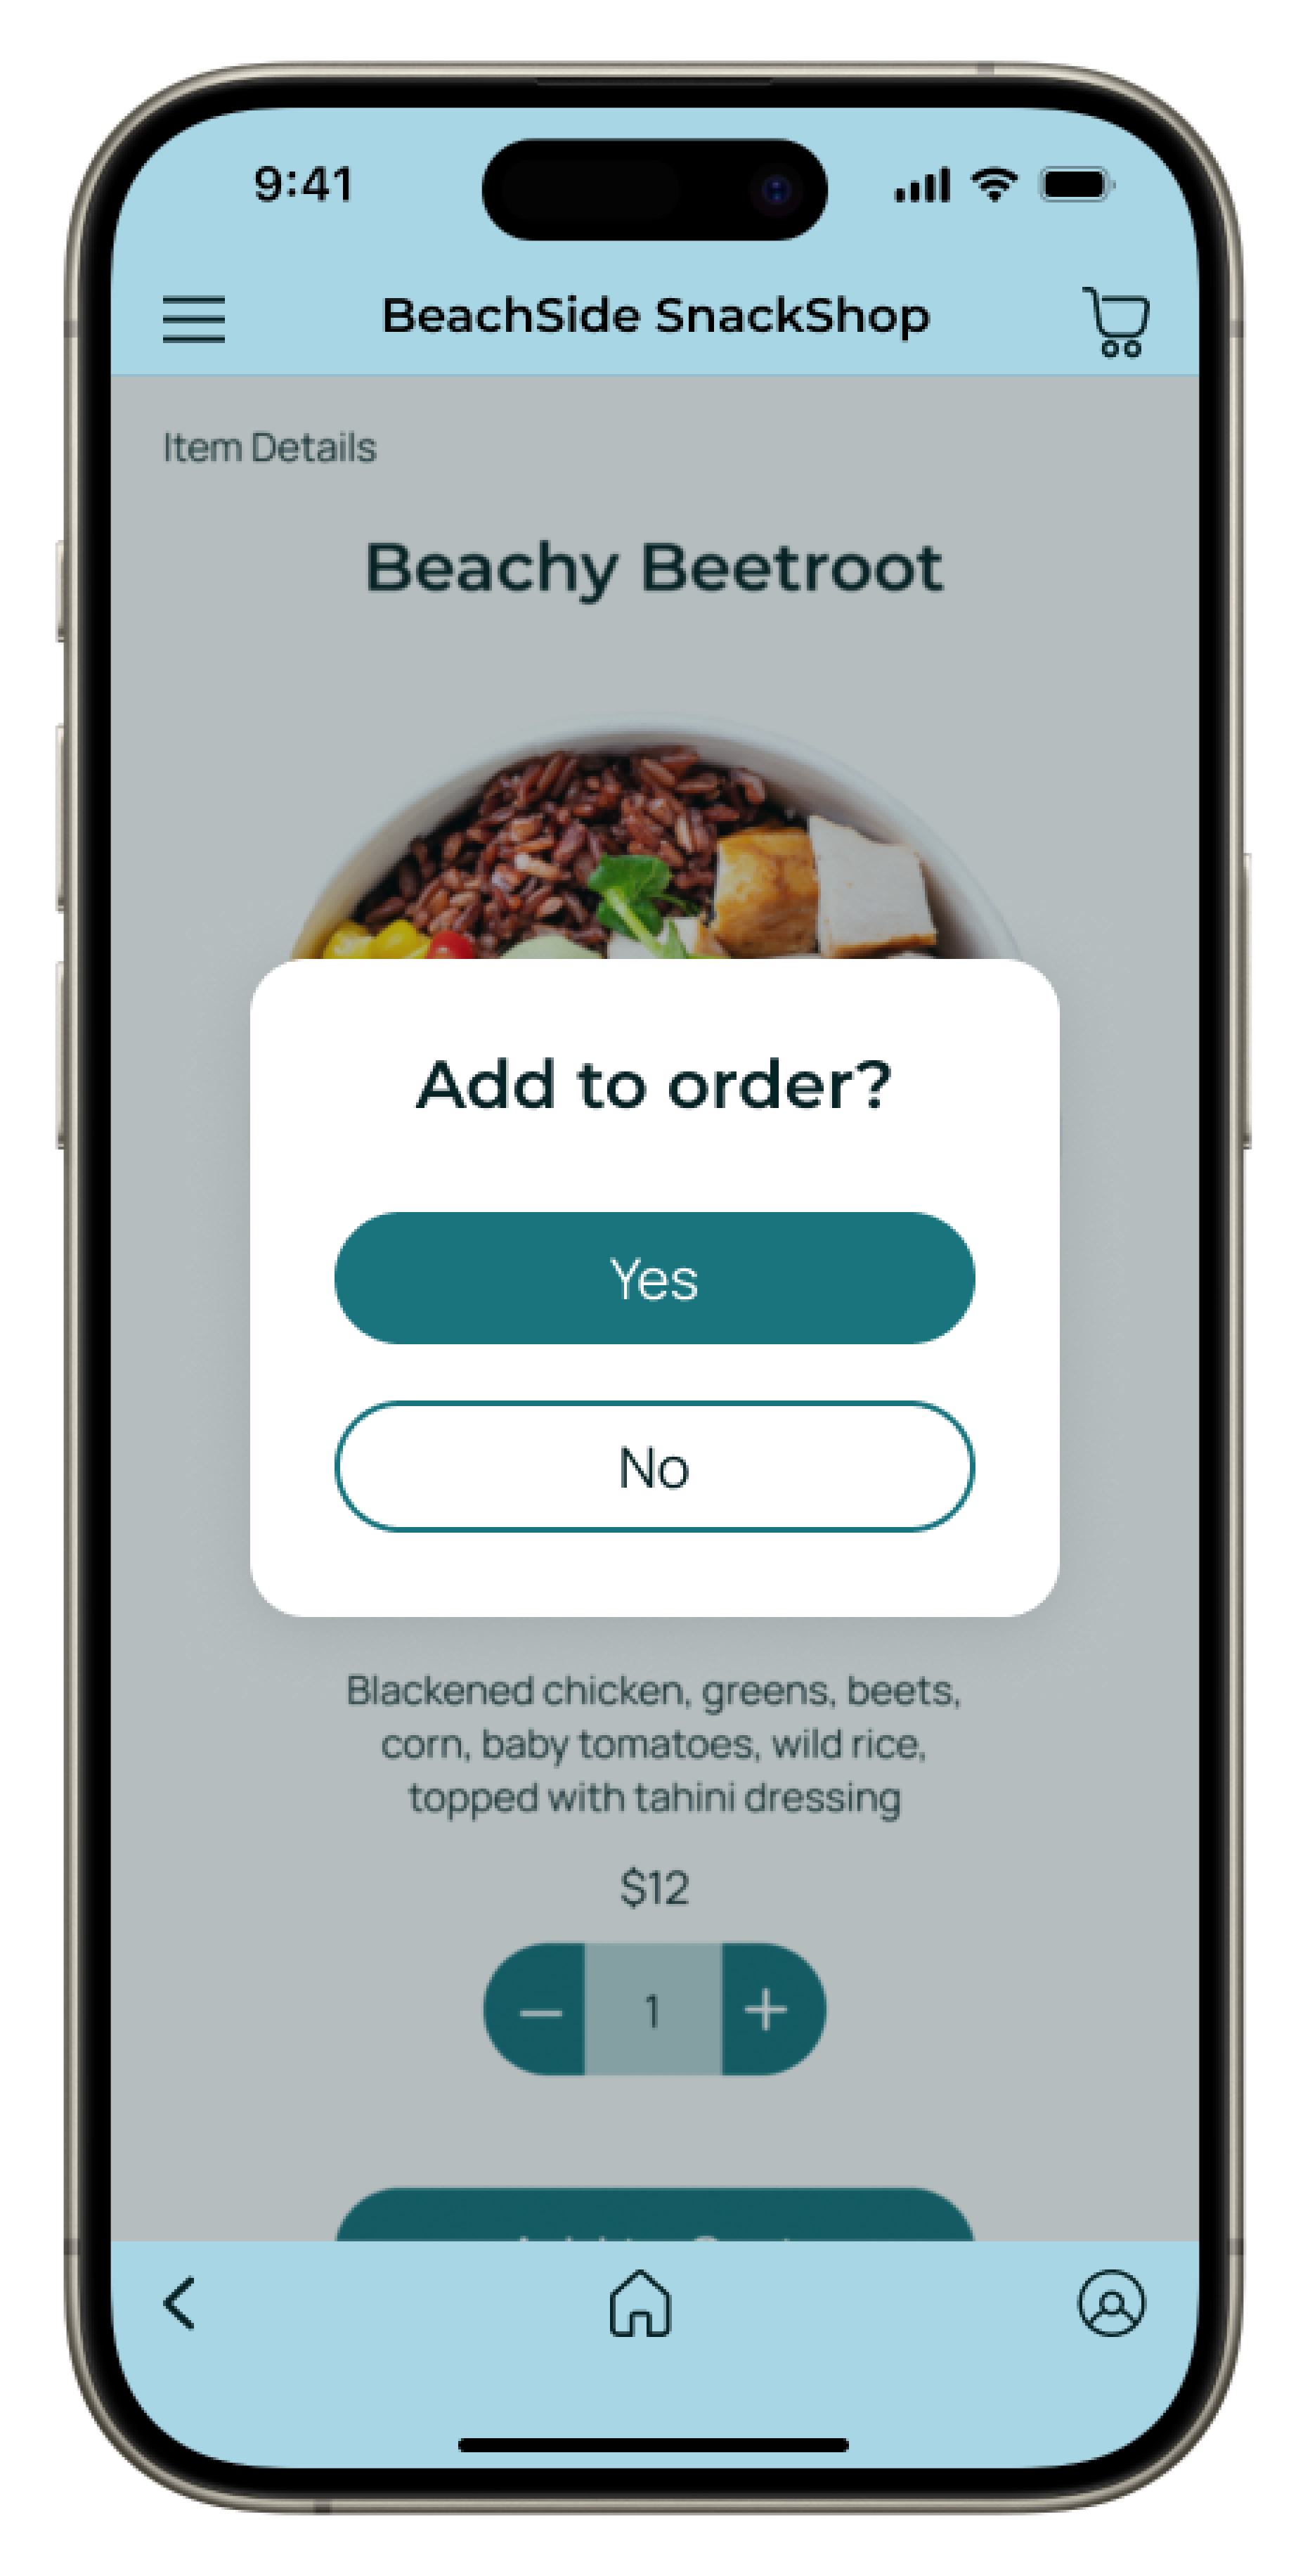 9:41
BeachSide SnackShop
Item Details
Beachy Beetroot
Add to order?
Yes
No
Blackened chicken, greens, beets,
corn, baby tomatoes, wild rice,
topped with tahini dressing
$12
1